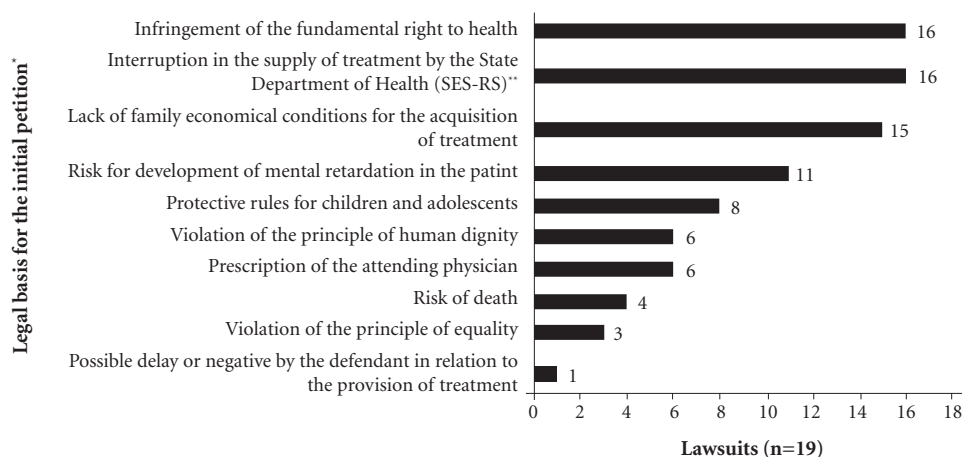 Legal basis for the initial petition*
Infringement of the fundamental right to health
16
Interruption in the supply of treatment by the State
Department of Health (SES-RS)**
16
Lack of family economical conditions for the acquisition
of treatment
15
Risk for development of mental retardation in the patint
11
Protective rules for children and adolescents
8
Violation of the principle of human dignity
6
Prescription of the attending physician
6
Risk of death
4
Violation of the principle of equality
3
Possible delay or negative by the defendant in relation to
the provision of treatment
1
0 2 4 6 8 10 12 14 16 18
Lawsuits (n=19)